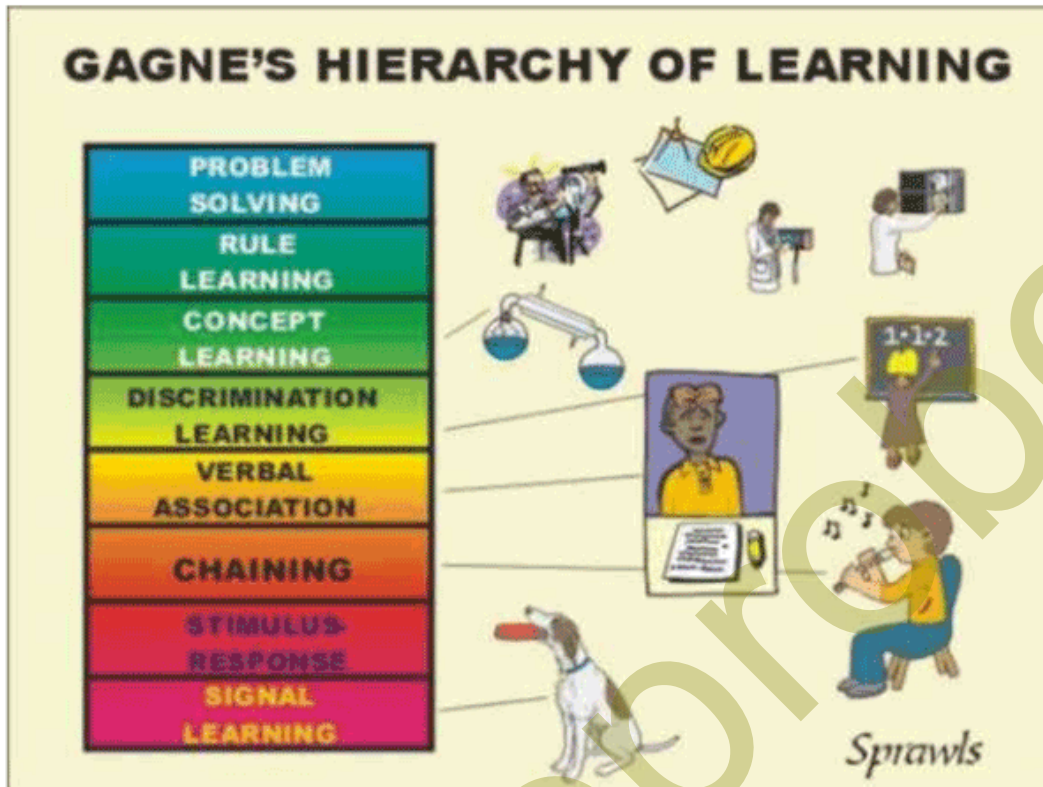 GAGNE'S HIERARCHY OF LEARNING
PROBLEM
SOLVING
RULE
LEARNING
CONCEPT
LEARNING
DISCRIMINATION
LEARNING
VERBAL
ASSOCIATION
CHAINING
STIMULUS-
RESPONSE
SIGNAL
LEARNING
1+1=2
Sprawls